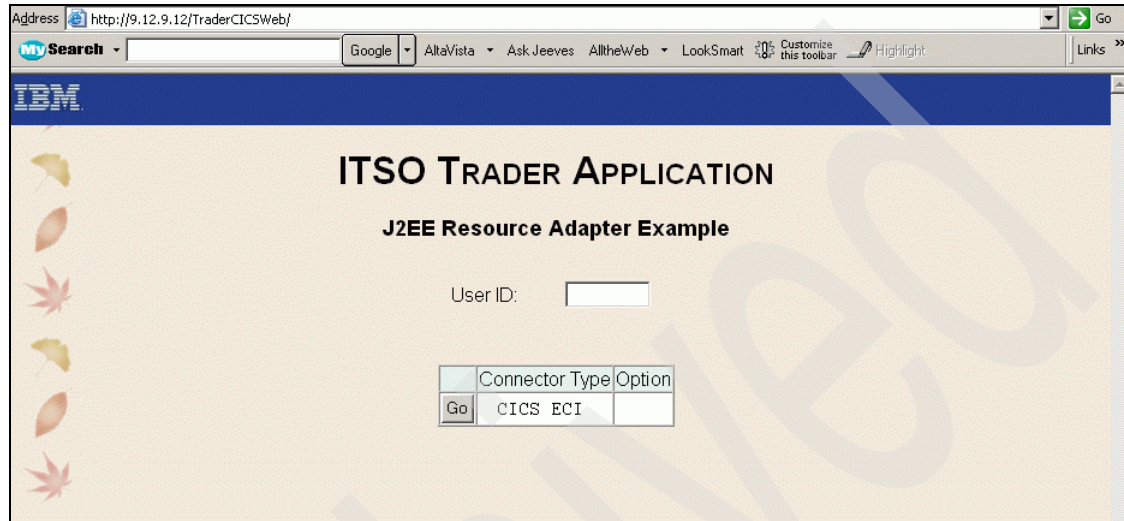 Address http://9.12.9.12/TraderCICSWeb/ Go
My Search Google AltaVista Ask Jeeves AlltheWeb LookSmart Customize this toolbar Highlight Links »
IBM
ITSO TRADER APPLICATION
J2EE Resource Adapter Example
User ID:
Connector Type Option
Go CICS ECI